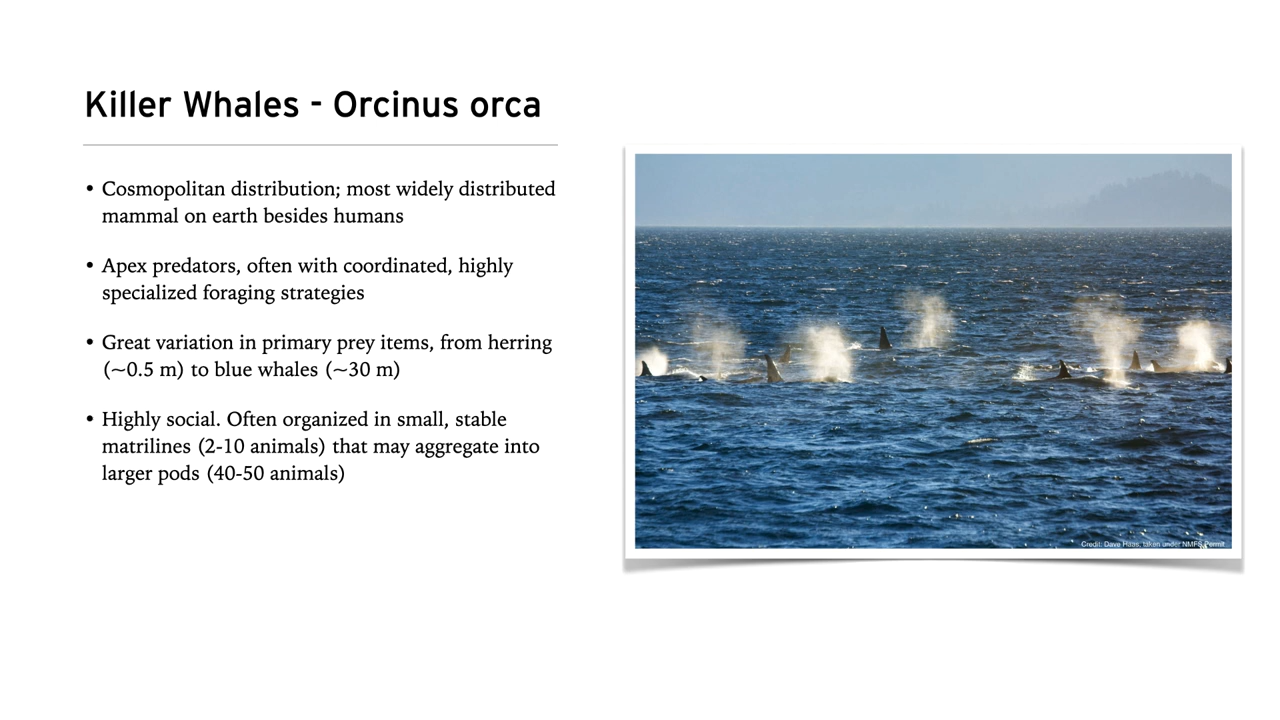 Killer Whales - Orcinus orca
• Cosmopolitan distribution; most widely distributed
mammal on earth besides humans
• Apex predators, often with coordinated, highly
specialized foraging strategies
• Great variation in primary prey items, from herring
(~0.5 m) to blue whales (~30 m)
• Highly social. Often organized in small, stable
matrilines (2-10 animals) that may aggregate into
larger pods (40-50 animals)
Credit: Dave Haas, taken under NMFS Permit